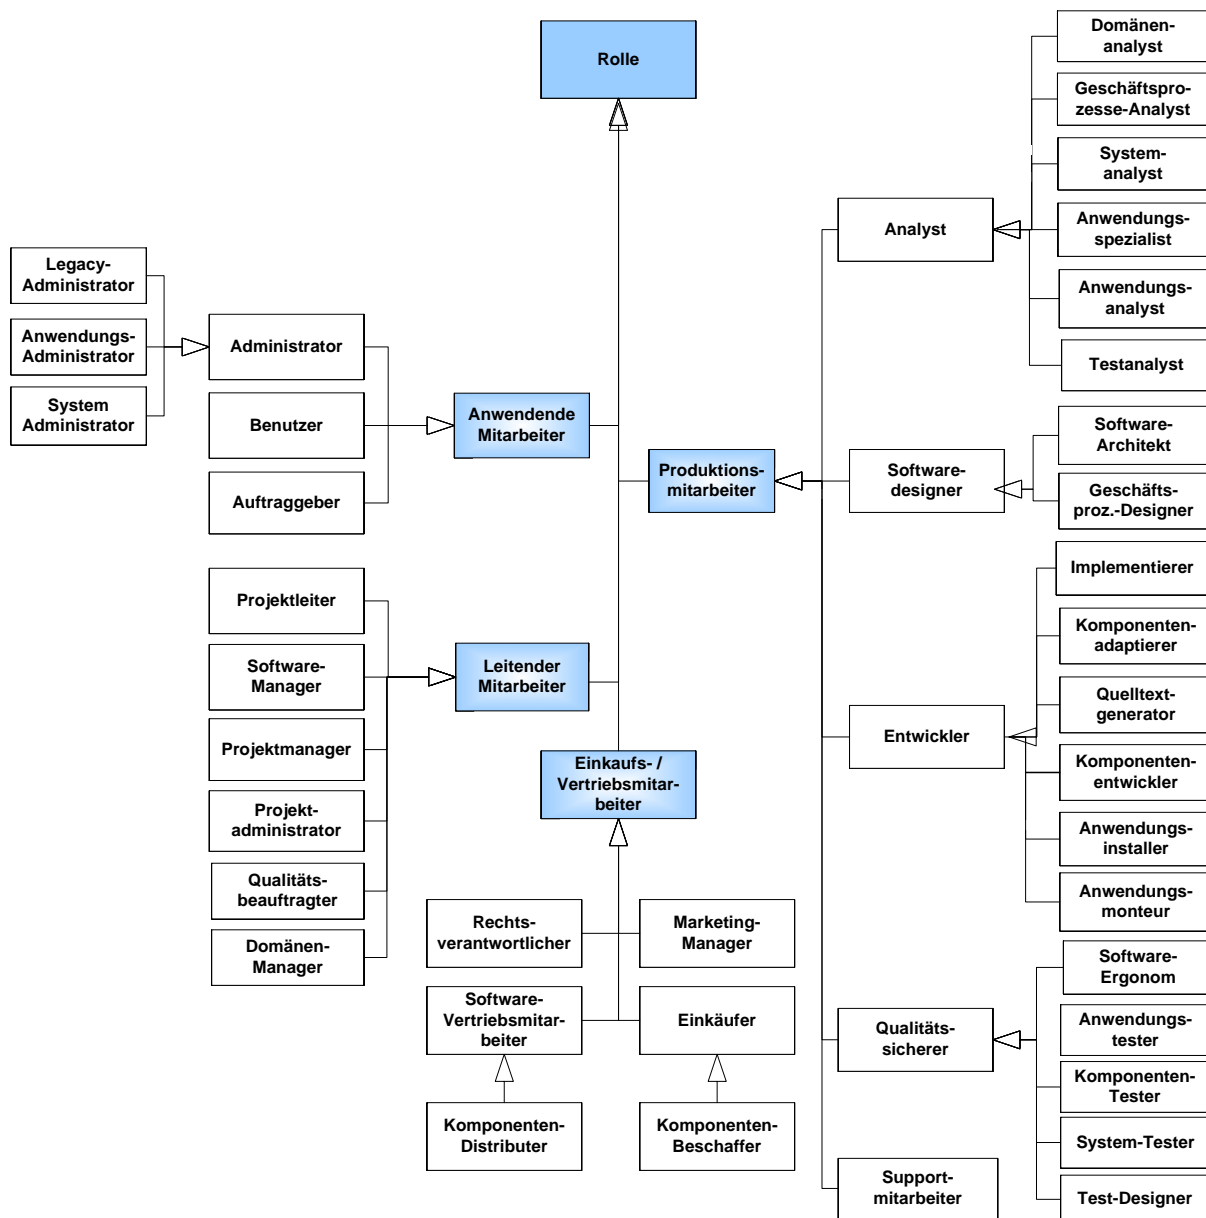 Rolle
Legacy-
Administrator
Anwendungs-
Administrator
System
Administrator
Administrator
Benutzer
Auftraggeber
Anwendende
Mitarbeiter
Projektleiter
Software-
Manager
Projektmanager
Projekt-
administrator
Qualitäts-
beauftragter
Domänen-
Manager
Leitender
Mitarbeiter
Einkaufs- /
Vertriebsmitar-
beiter
Rechts-
verantwortlicher
Marketing-
Manager
Software-
Vertriebsmitar-
beiter
Einkäufer
Komponenten-
Distributer
Komponenten-
Beschaffer
Produktions-
mitarbeiter
Analyst
Domänen-
analyst
Geschäftspro-
zesse-Analyst
System-
analyst
Anwendungs-
spezialist
Anwendungs-
analyst
Testanalyst
Software-
designer
Software-
Architekt
Geschäfts-
proz.-Designer
Entwickler
Implementierer
Komponenten-
adaptierer
Quelltext-
generator
Komponenten-
entwickler
Anwendungs-
installer
Anwendungs-
monteur
Qualitäts-
sicherer
Software-
Ergonom
Anwendungs-
tester
Komponenten-
Tester
System-Tester
Test-Designer
Support-
mitarbeiter